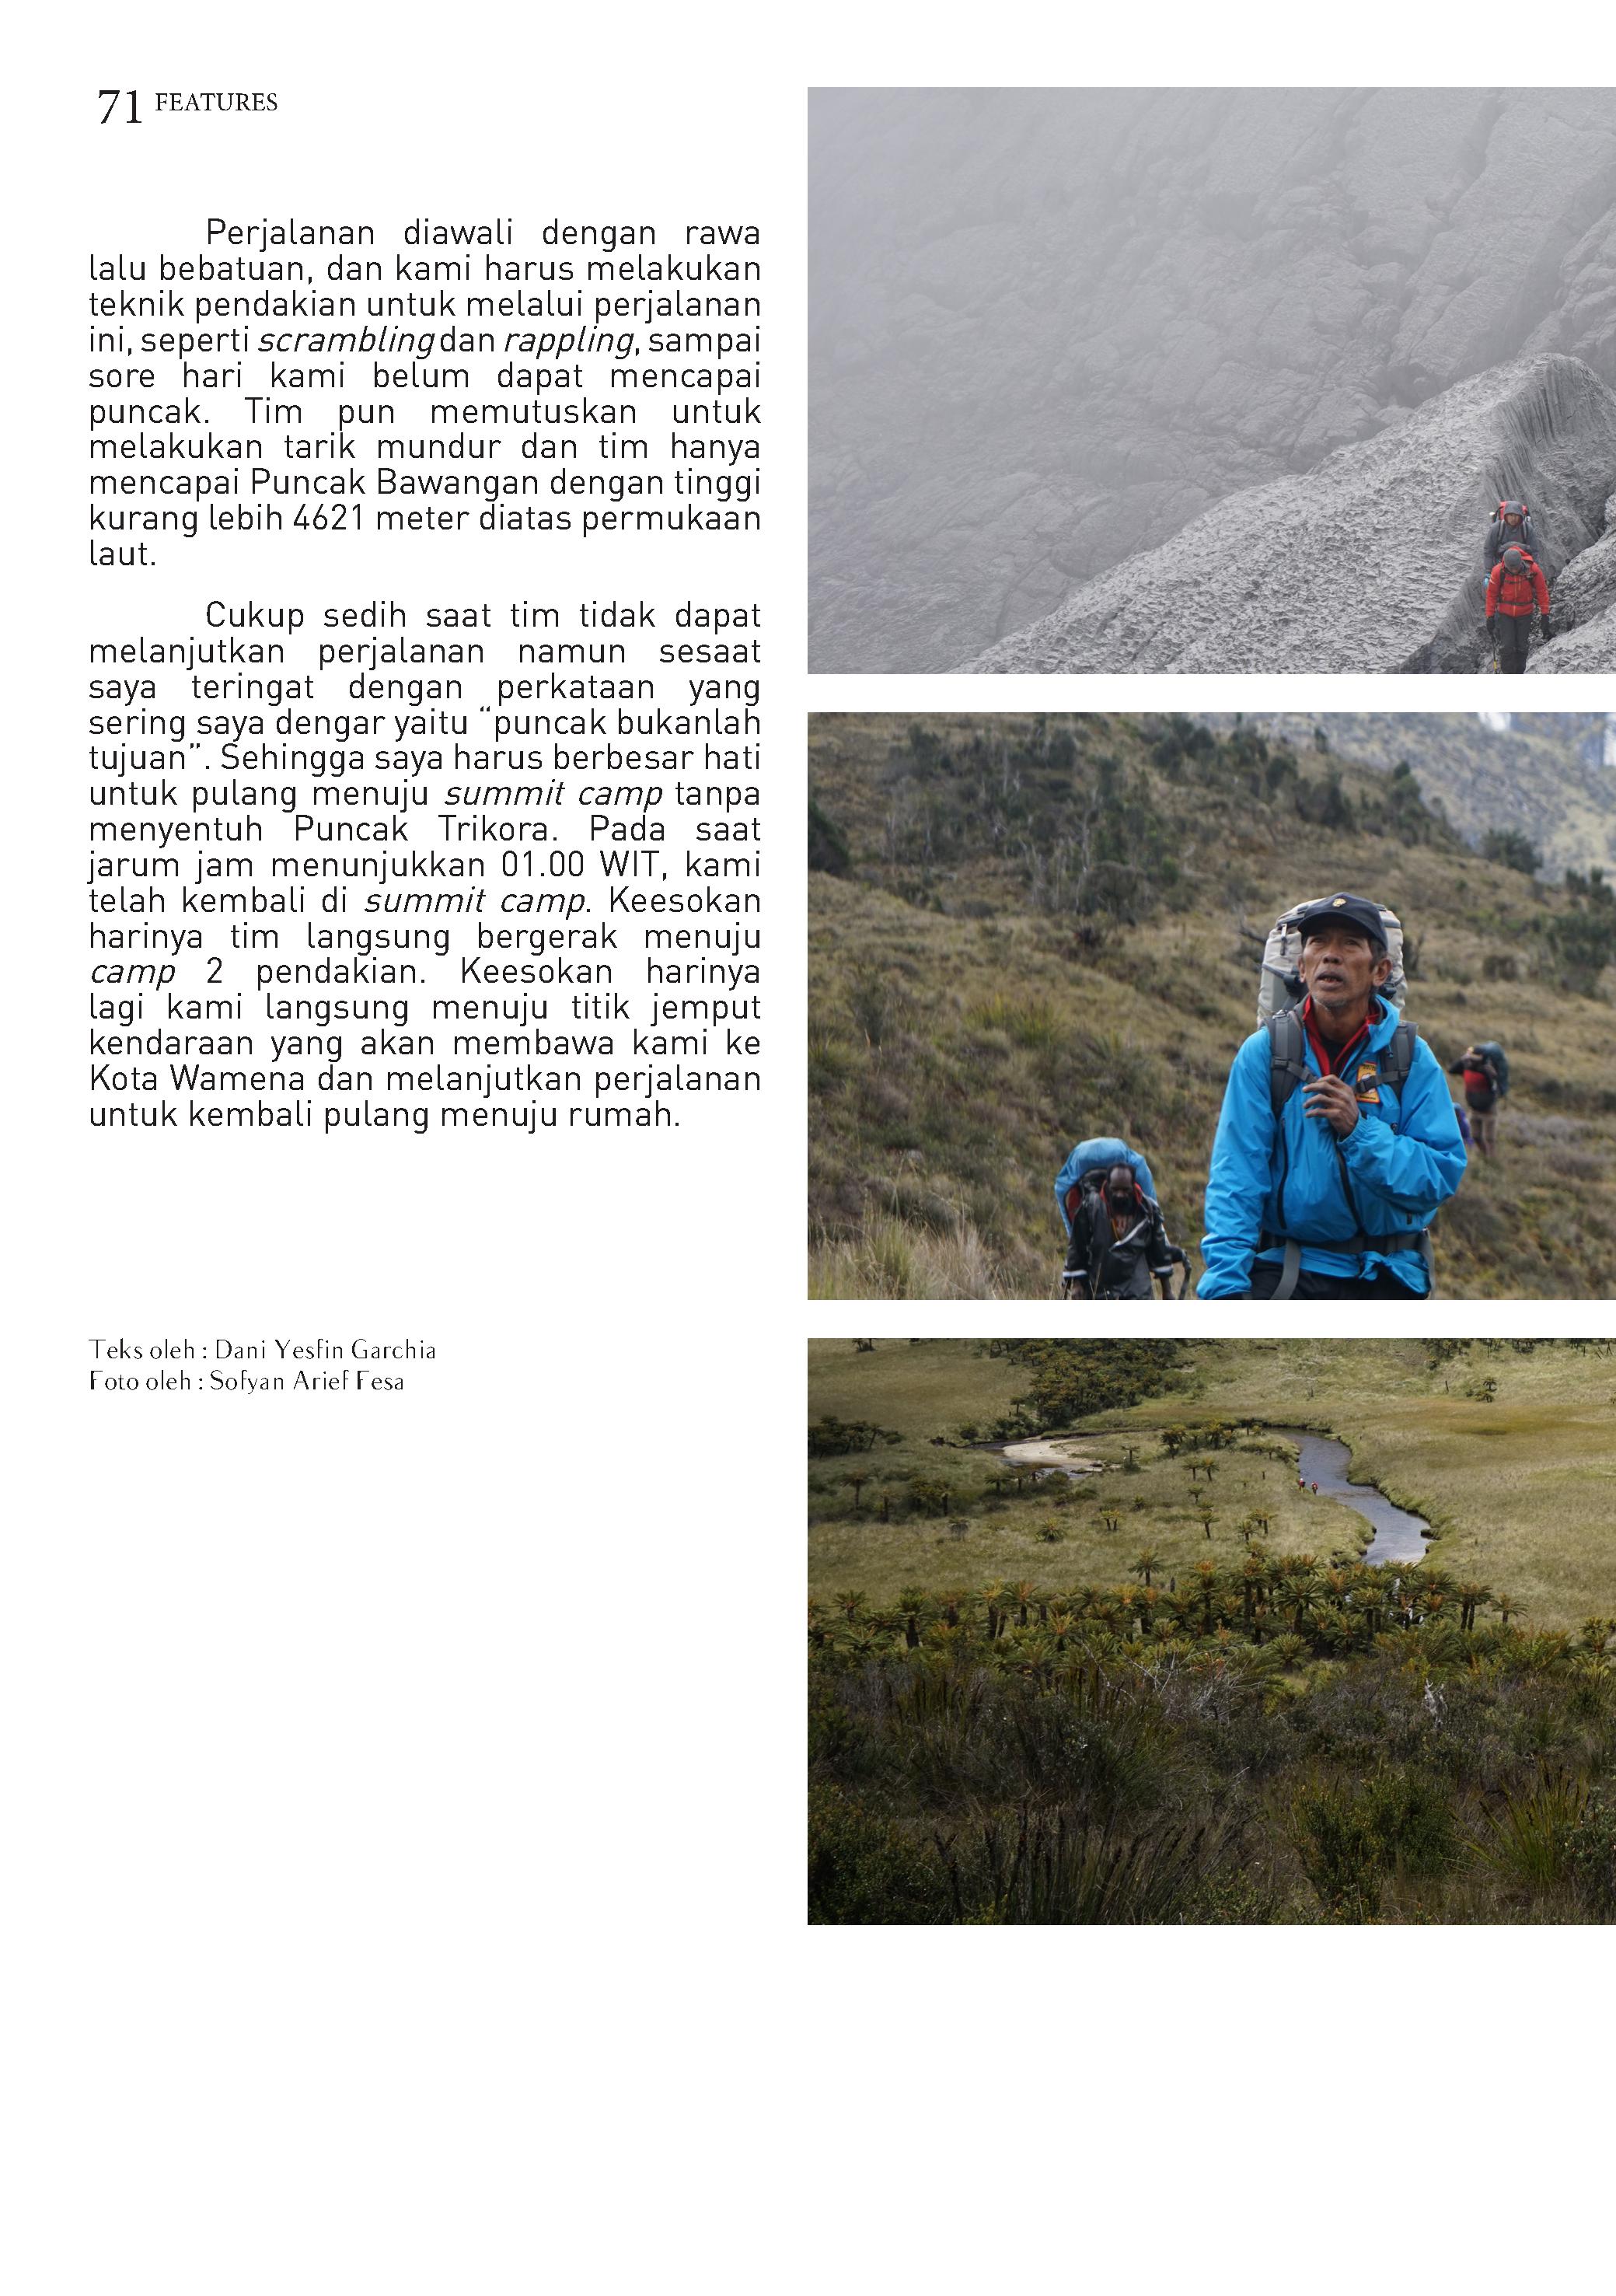 71 FEATURES
Perjalanan diawali dengan rawa
lalu bebatuan, dan kami harus melakukan
teknik pendakian untuk melalui perjalanan
ini, seperti scrambling dan rappling, sampai
sore hari kami belum dapat mencapai
puncak. Tim pun memutuskan untuk
melakukan tarik mundur dan tim hanya
mencapai Puncak Bawangan dengan tinggi
kurang lebih 4621 meter diatas permukaan
laut.
Cukup sedih saat tim tidak dapat
melanjutkan perjalanan namun sesaat
saya teringat dengan perkataan yang
sering saya dengar yaitu “puncak bukanlah
tujuan”. Sehingga saya harus berbesar hati
untuk pulang menuju summit camp tanpa
menyentuh Puncak Trikora. Pada saat
jarum jam menunjukkan 01.00 WIT, kami
telah kembali di summit camp. Keesokan
harinya tim langsung bergerak menuju
camp 2 pendakian. Keesokan harinya
lagi kami langsung menuju titik jemput
kendaraan yang akan membawa kami ke
Kota Wamena dan melanjutkan perjalanan
untuk kembali pulang menuju rumah.
Teks oleh : Dani Yesfin Garchia
Foto oleh : Sofyan Arief Fesa